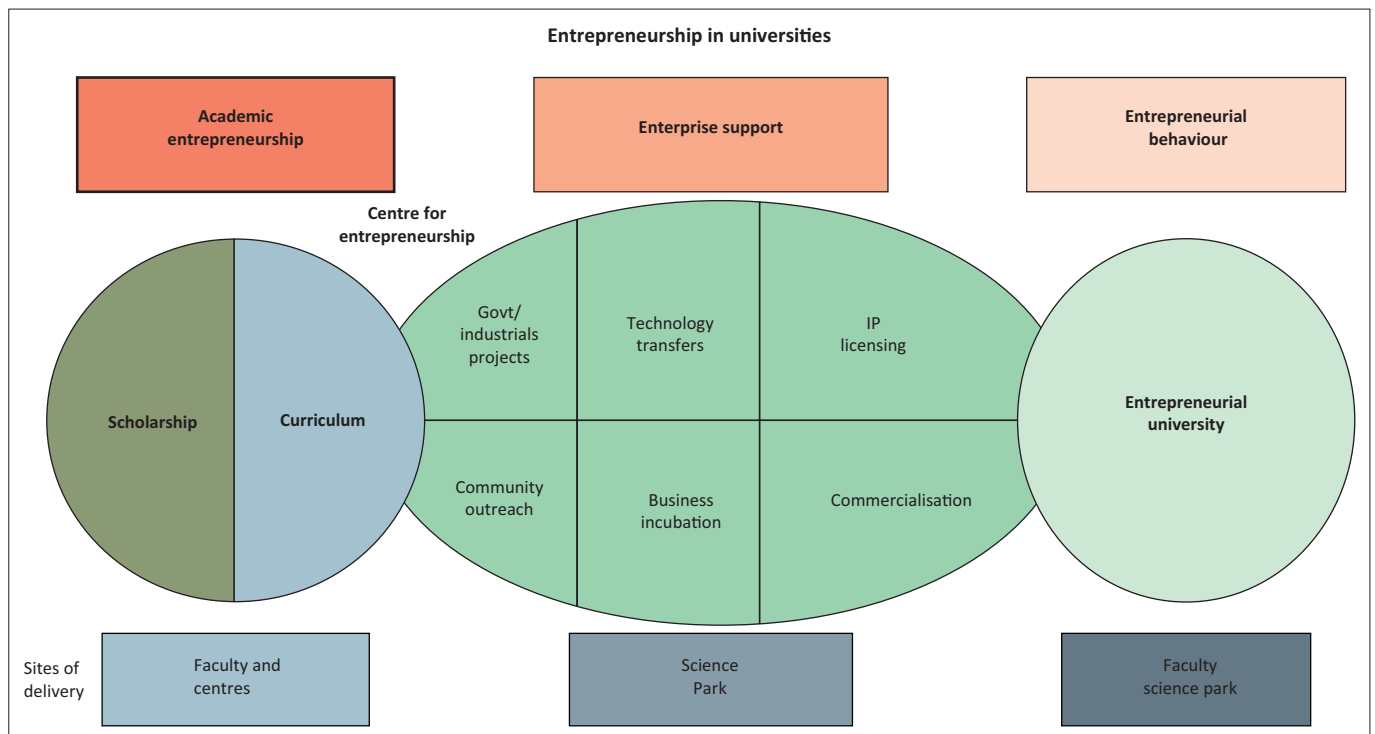 Entrepreneurship in universities
Academic
entrepreneurship
Enterprise support
Entrepreneurial
behaviour
Centre for
entrepreneurship
Govt/
industrials
projects
Technology
transfers
IP
licensing
Scholarship
Curriculum
Entrepreneurial
university
Community
outreach
Business
incubation
Commercialisation
Sites of
delivery
Faculty and
centres
Science
Park
Faculty
science park